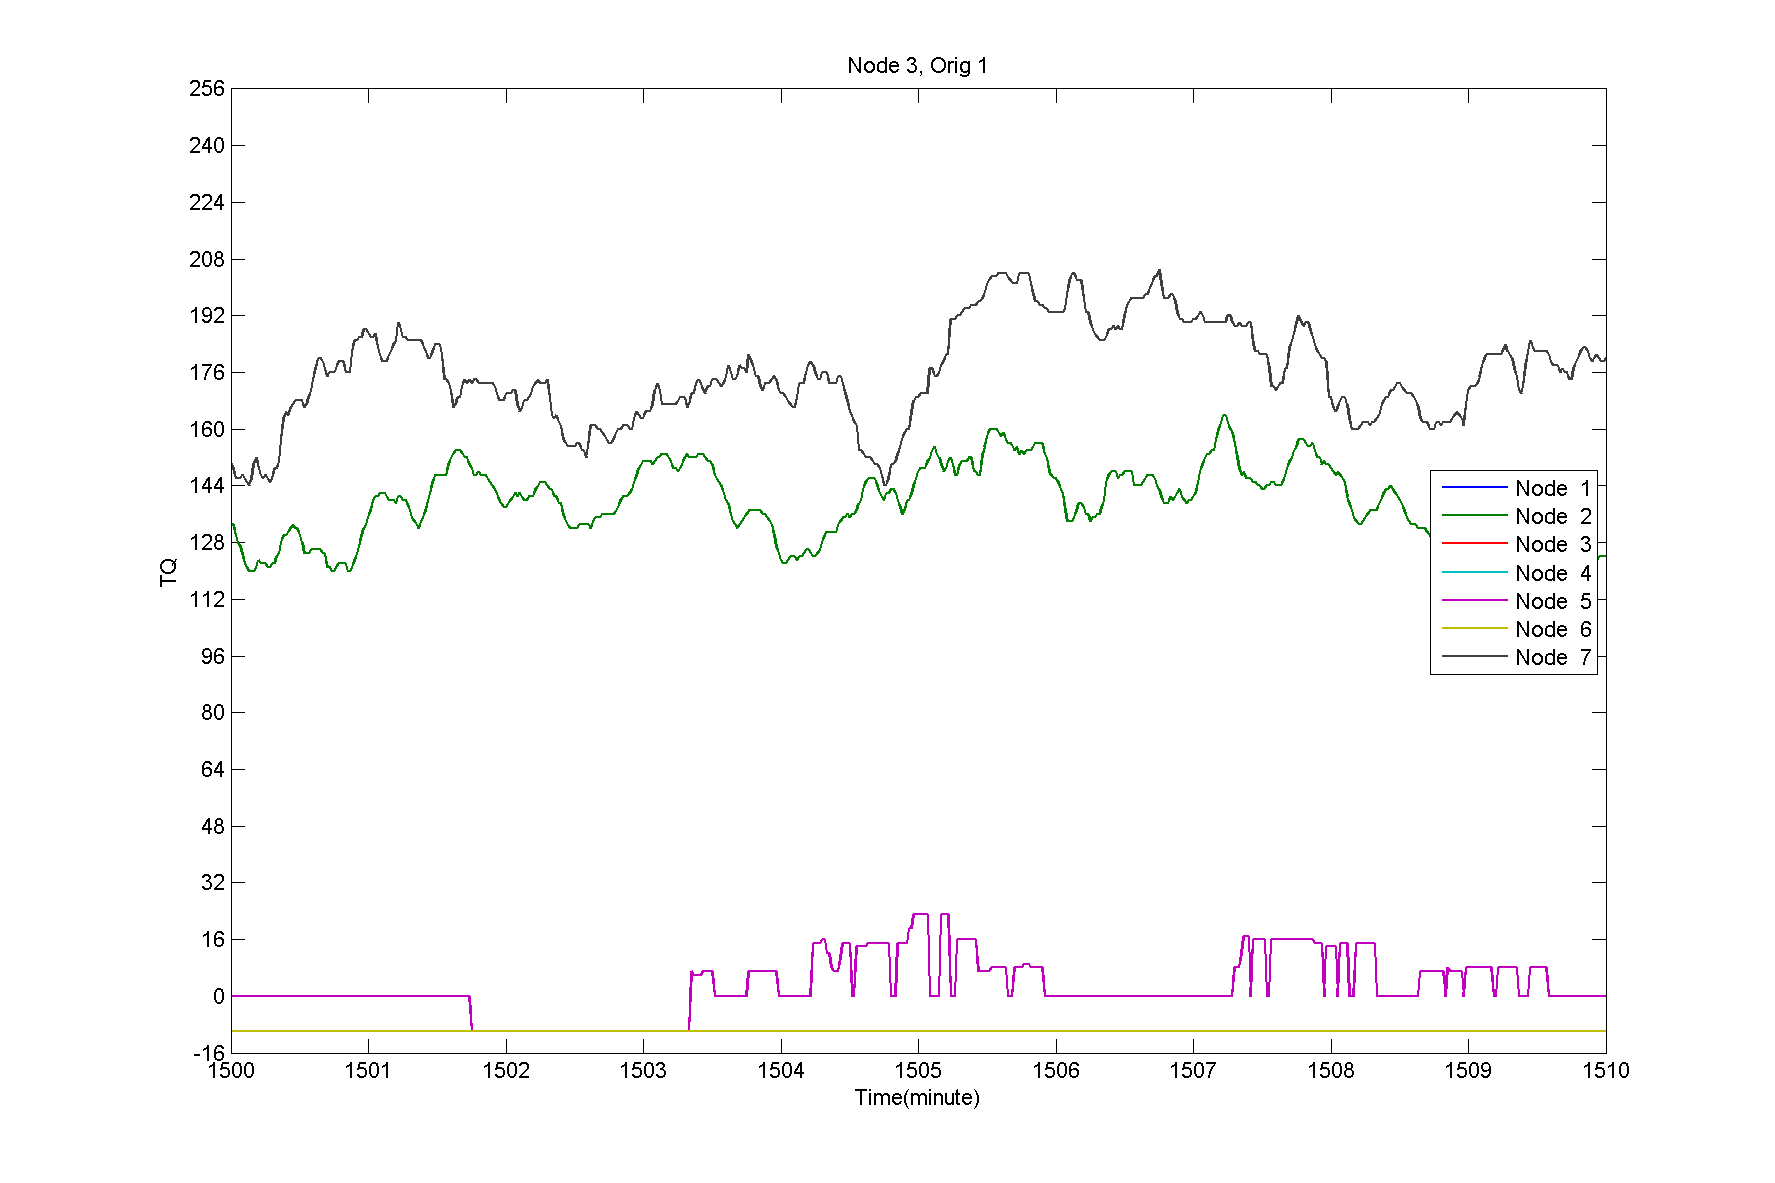 Node 3, Orig 1
256
240
224
208
192
176
160
144
128
112
96
80
64
48
32
16
0
-16
TQ
Node 1
Node 2
Node 3
Node 4
Node 5
Node 6
Node 7
1500 1501 1502 1503 1504 1505 1506 1507 1508 1509 1510
Time(minute)